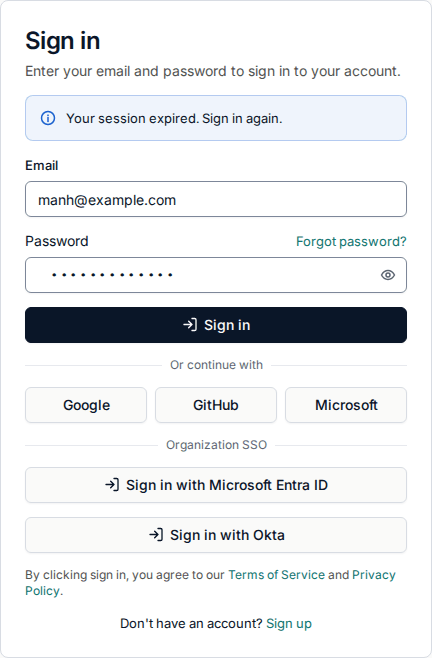 Sign in
Enter your email and password to sign in to your account.
Your session expired. Sign in again.
Email
manh@example.com
Password
Forgot password?
•••••••••••••
Sign in
Or continue with
Google
GitHub
Microsoft
Organization SSO
Sign in with Microsoft Entra ID
Sign in with Okta
By clicking sign in, you agree to our Terms of Service and Privacy
Policy.
Don't have an account? Sign up